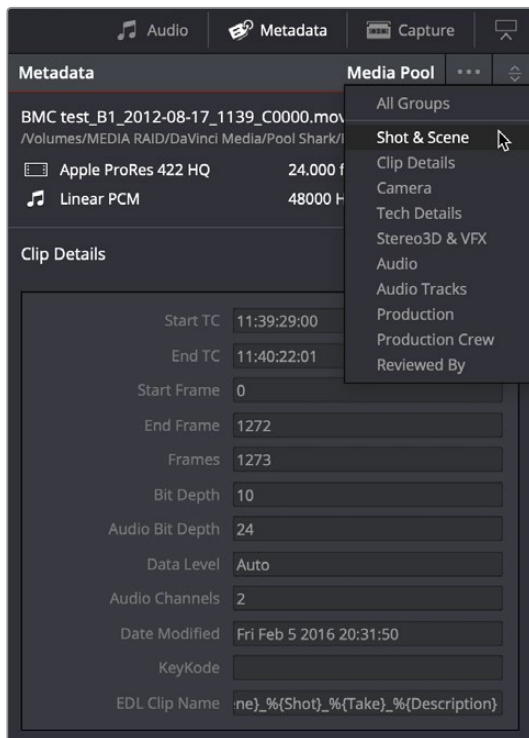 Audio Metadata Capture
Metadata Media Pool
BMC test_B1_2012-08-17_1139_C0000.mov
/Volumes/MEDIA RAID/DaVinci Media/Pool Shark/
Apple ProRes 422 HQ 24.000 f
Linear PCM 48000 H
All Groups
Shot & Scene
Clip Details
Camera
Tech Details
Stereo3D & VFX
Audio
Audio Tracks
Production
Production Crew
Reviewed By
Clip Details
Start TC 11:39:29:00
End TC 11:40:22:01
Start Frame 0
End Frame 1272
Frames 1273
Bit Depth 10
Audio Bit Depth 24
Data Level Auto
Audio Channels 2
Date Modified Fri Feb 5 2016 20:31:50
KeyKode
EDL Clip Name ne}_%{Shot}_%{Take}_%{Description}